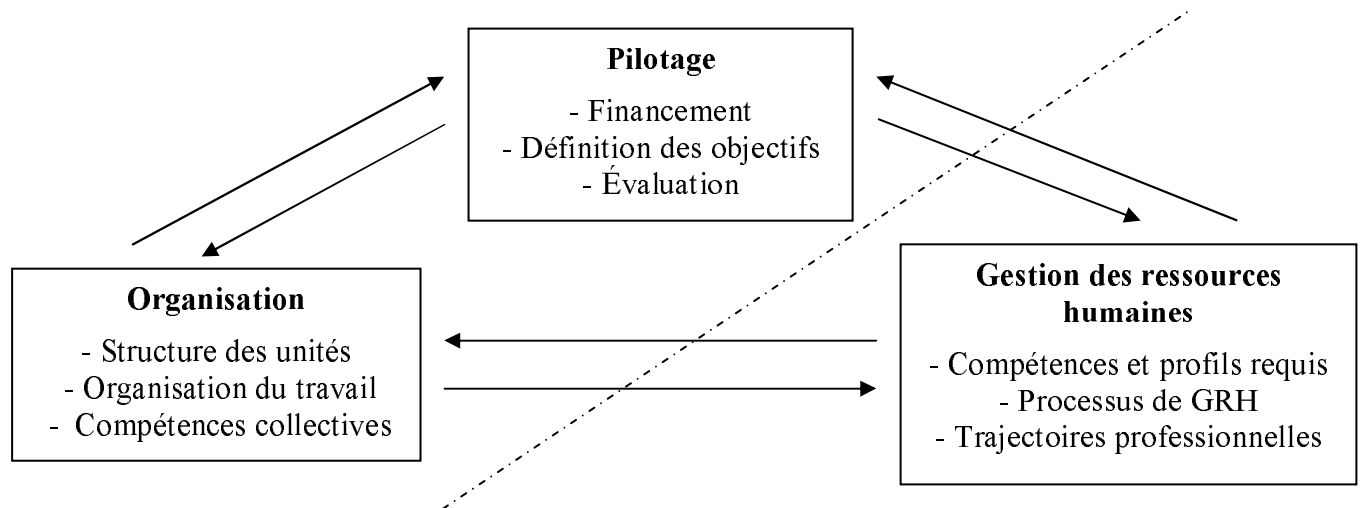 Pilotage
- Financement
- Définition des objectifs
- Évaluation
Organisation
- Structure des unités
- Organisation du travail
- Compétences collectives
Gestion des ressources
humaines
- Compétences et profils requis
- Processus de GRH
- Trajectoires professionnelles